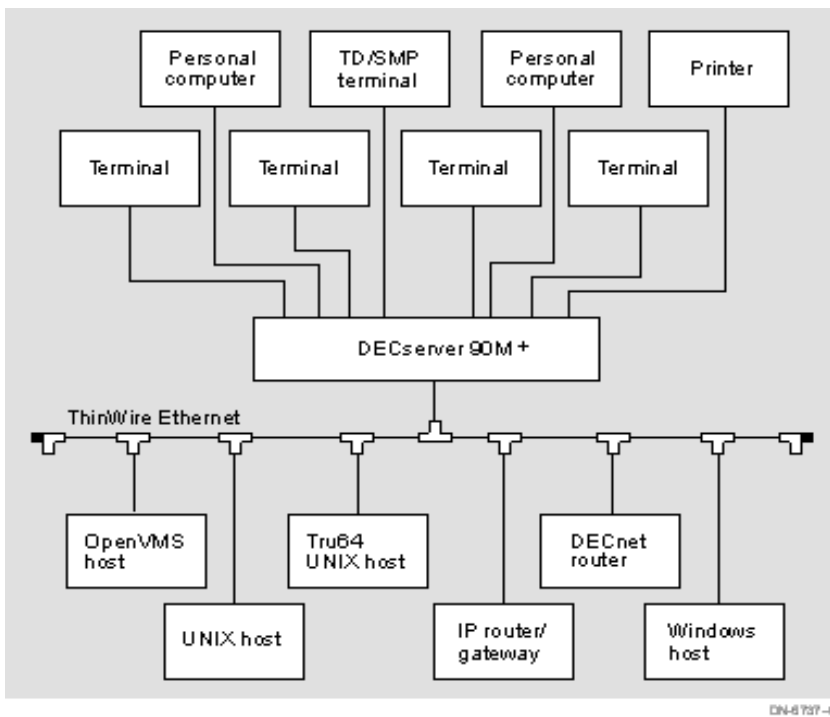 Personal
computer
TD/SMP
terminal
Personal
computer
Printer
Terminal
Terminal
Terminal
Terminal
DECserver 90M +
ThinWire Ethernet
OpenVMS
host
Tru64
UNIX host
DECnet
router
UNIX host
IP router/
gateway
Windows
host